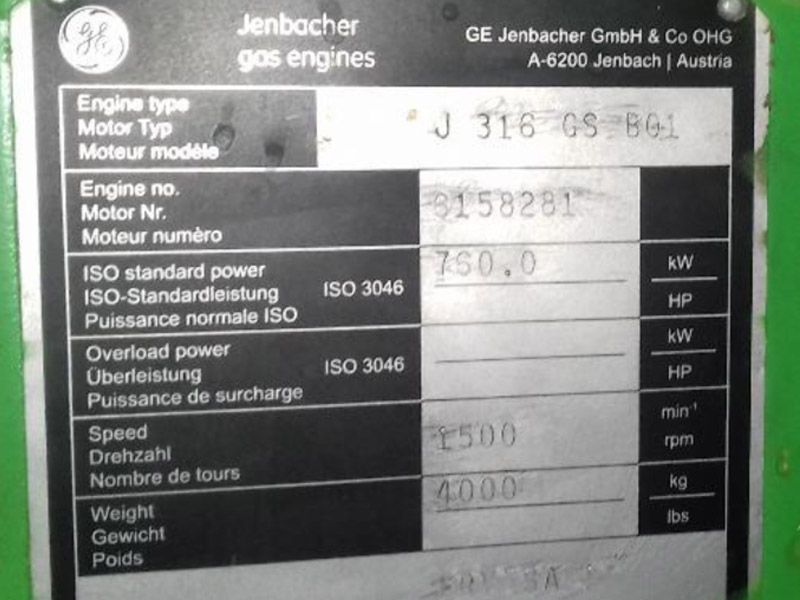 GE
Jenbacher
gas engines
GE Jenbacher GmbH & Co OHG
A-6200 Jenbach | Austria
Engine type
Motor Typ
Moteur modèle
J 316 GS
Engine no.
Motor Nr.
Moteur numèro
6158281
ISO standard power
ISO-Standardleistung
Puissance normale ISO
ISO 3046
760.0
kW
HP
Overload power
Überleistung
Puissance de surcharge
ISO 3046
kW
HP
Speed
Drehzahl
Nombre de tours
1500
min⁻¹
rpm
Weight
Gewicht
Poids
4000
kg
lbs